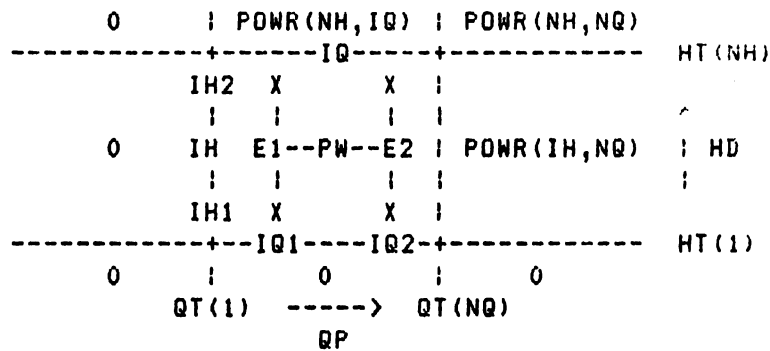 0 ¦ POWR(NH,IQ) ¦ POWR(NH,NQ)
------------+------IQ-----+------------ HT(NH)
IH2 X X ¦
¦ ¦ ¦ ¦
0 IH E1--PW--E2 ¦ POWR(IH,NQ) ¦ HD
¦ ¦ ¦ ¦ ¦
IH1 X X ¦
------------+--IQ1----IQ2-+------------ HT(1)
0 ¦ 0 ¦ 0
QT(1) -----> QT(NQ)
QP